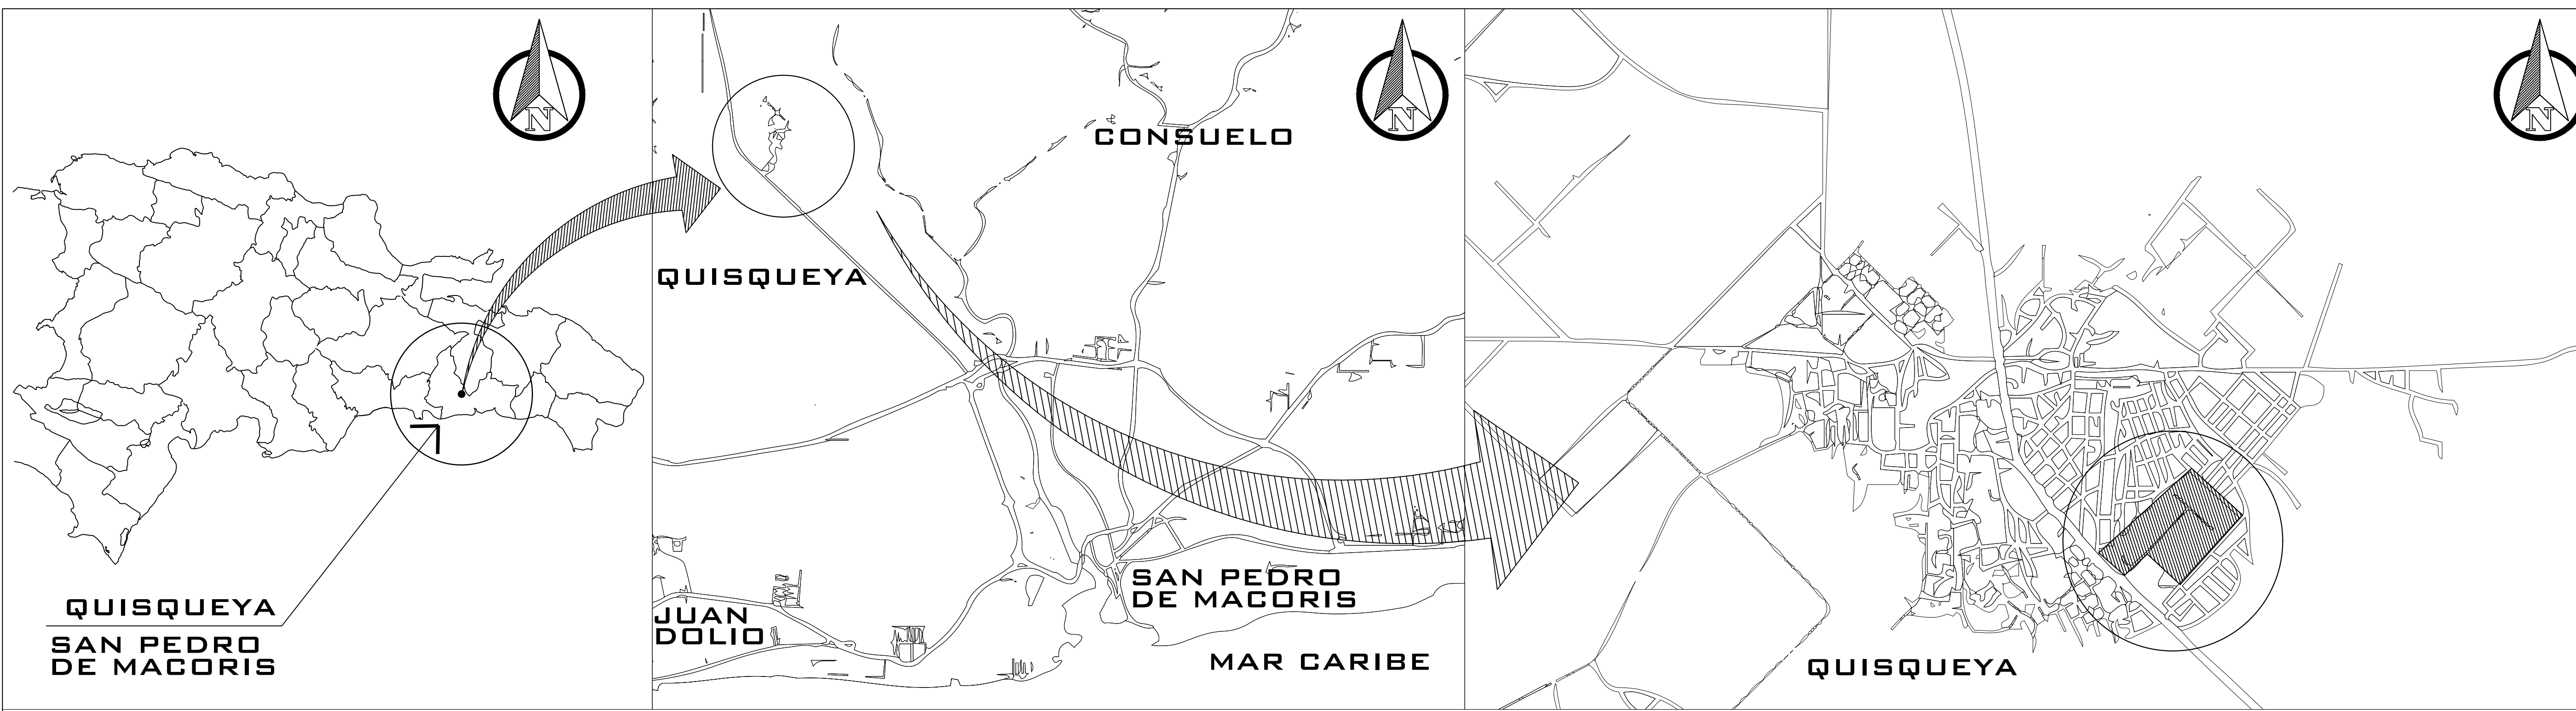 N
QUISQUEYA
SAN PEDRO
DE MACORIS
N
CONSUELO
QUISQUEYA
SAN PEDRO
DE MACORIS
JUAN
DOLIO
MAR CARIBE
N
QUISQUEYA